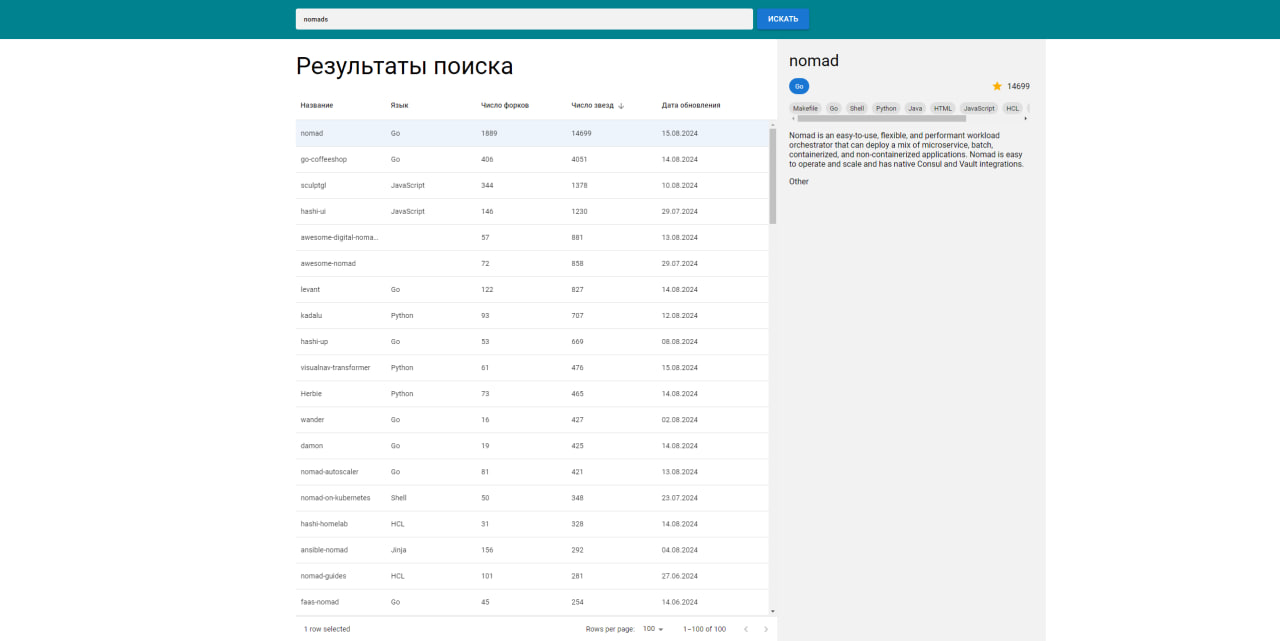 nomads ИСКАТЬ
Результаты поиска
Название Язык Число форков Число звезд Дата обновления
nomad Go 1889 14699 15.08.2024
go-coffeeshop Go 406 4051 14.08.2024
sculptgl JavaScript 344 1378 10.08.2024
hashi-ui JavaScript 146 1230 29.07.2024
awesome-digital-noma... 57 881 13.08.2024
awesome-nomad 72 858 29.07.2024
levant Go 122 827 14.08.2024
kadalu Python 93 707 12.08.2024
hashi-up Go 53 669 08.08.2024
visualnav-transformer Python 61 476 15.08.2024
Herbie Python 73 465 14.08.2024
wander Go 16 427 02.08.2024
damon Go 19 425 14.08.2024
nomad-autoscaler Go 81 421 13.08.2024
nomad-on-kubernetes Shell 50 348 23.07.2024
hashi-homelab HCL 31 328 14.08.2024
ansible-nomad Jinja 156 292 04.08.2024
nomad-guides HCL 101 281 27.06.2024
faas-nomad Go 45 254 14.06.2024
1 row selected Rows per page: 100 1–100 of 100
nomad
Go 14699
Makefile Go Shell Python Java HTML JavaScript HCL
Nomad is an easy-to-use, flexible, and performant workload
orchestrator that can deploy a mix of microservice, batch,
containerized, and non-containerized applications. Nomad is easy
to operate and scale and has native Consul and Vault integrations.
Other